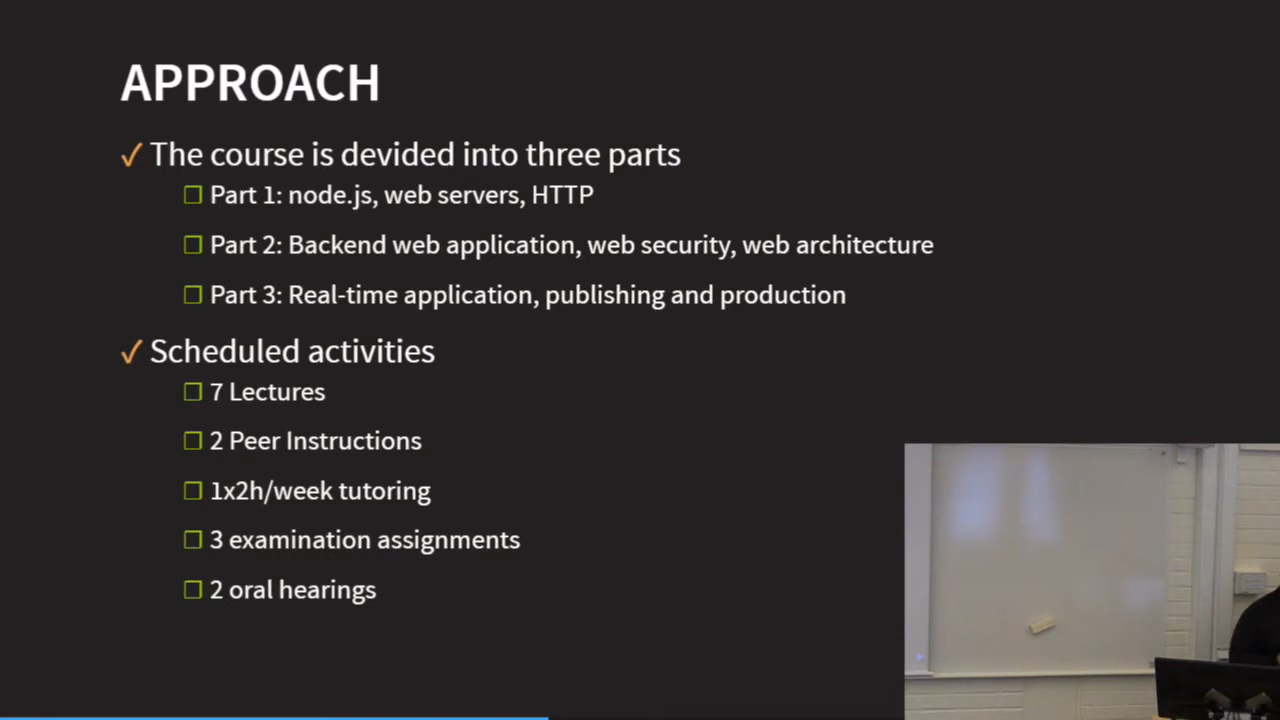 APPROACH
✓ The course is devided into three parts
❒ Part 1: node.js, web servers, HTTP
❒ Part 2: Backend web application, web security, web architecture
❒ Part 3: Real-time application, publishing and production
✓ Scheduled activities
❒ 7 Lectures
❒ 2 Peer Instructions
❒ 1x2h/week tutoring
❒ 3 examination assignments
❒ 2 oral hearings